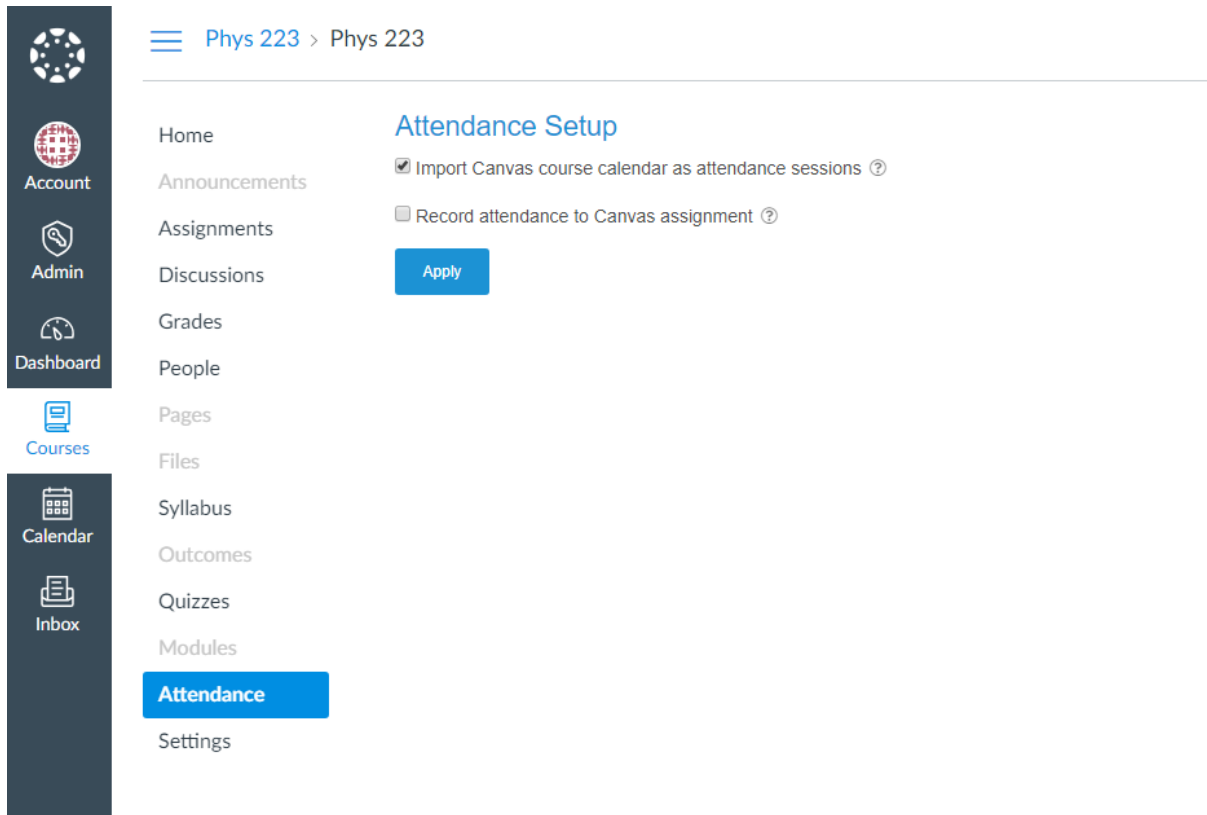 Phys 223 > Phys 223
Account
Admin
Dashboard
Courses
Calendar
Inbox
Home
Announcements
Assignments
Discussions
Grades
People
Pages
Files
Syllabus
Outcomes
Quizzes
Modules
Attendance
Settings
Attendance Setup
Import Canvas course calendar as attendance sessions ?
Record attendance to Canvas assignment ?
Apply